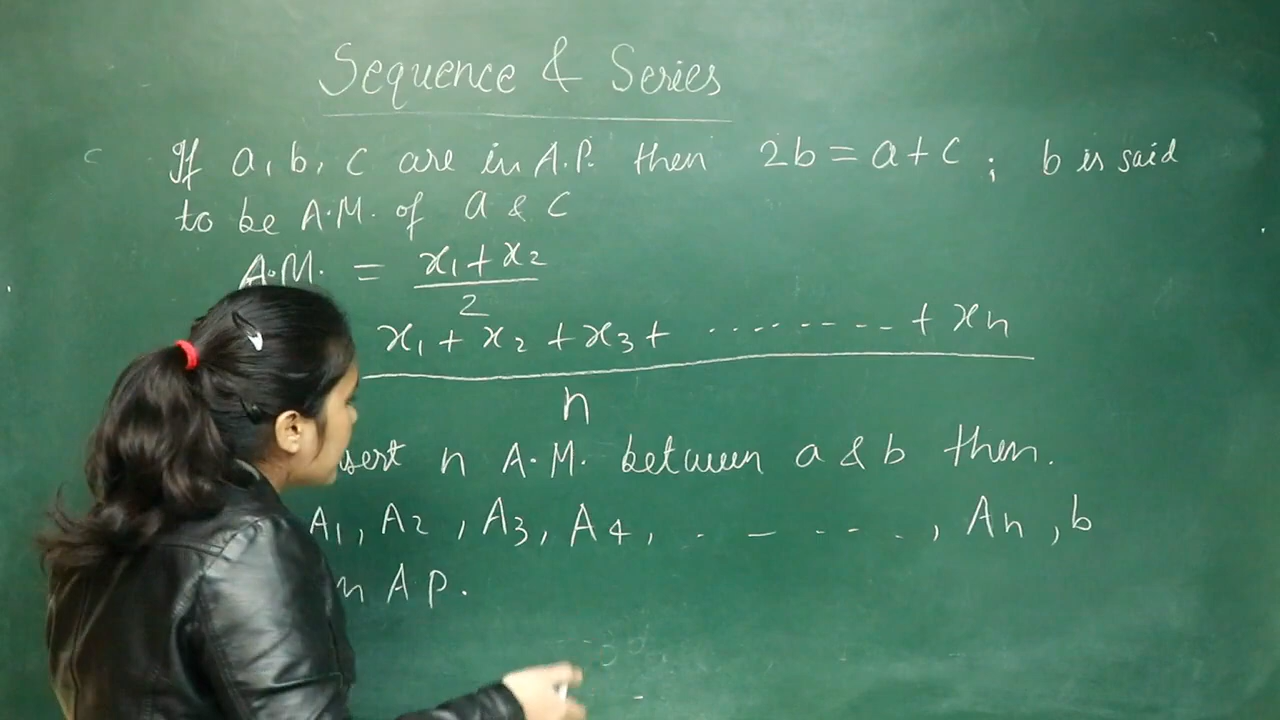 Sequence & Series
If a, b, c are in A.P. then 2b = a + c ; b is said
to be A.M. of a & c
A.M. = x₁ + x₂ / 2
x₁ + x₂ + x₃ + ......... + xn
n
n A.M. between a & b then.
A₁, A₂, A₃, A₄, . - - - . , An, b
A P.